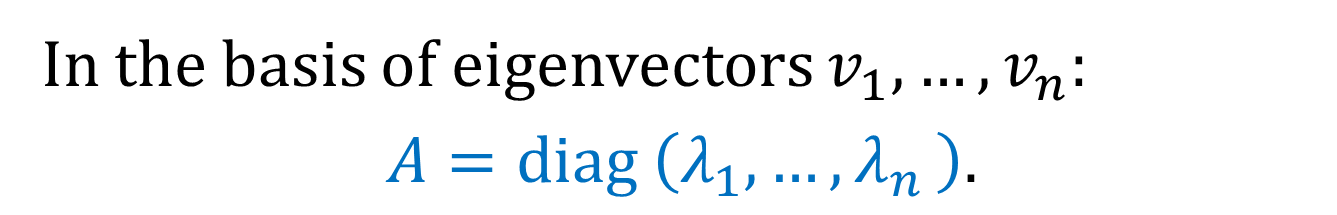 In the basis of eigenvectors 𝑣₁, … , 𝑣ₙ:
𝐴 = diag (𝜆₁, … , 𝜆ₙ ).